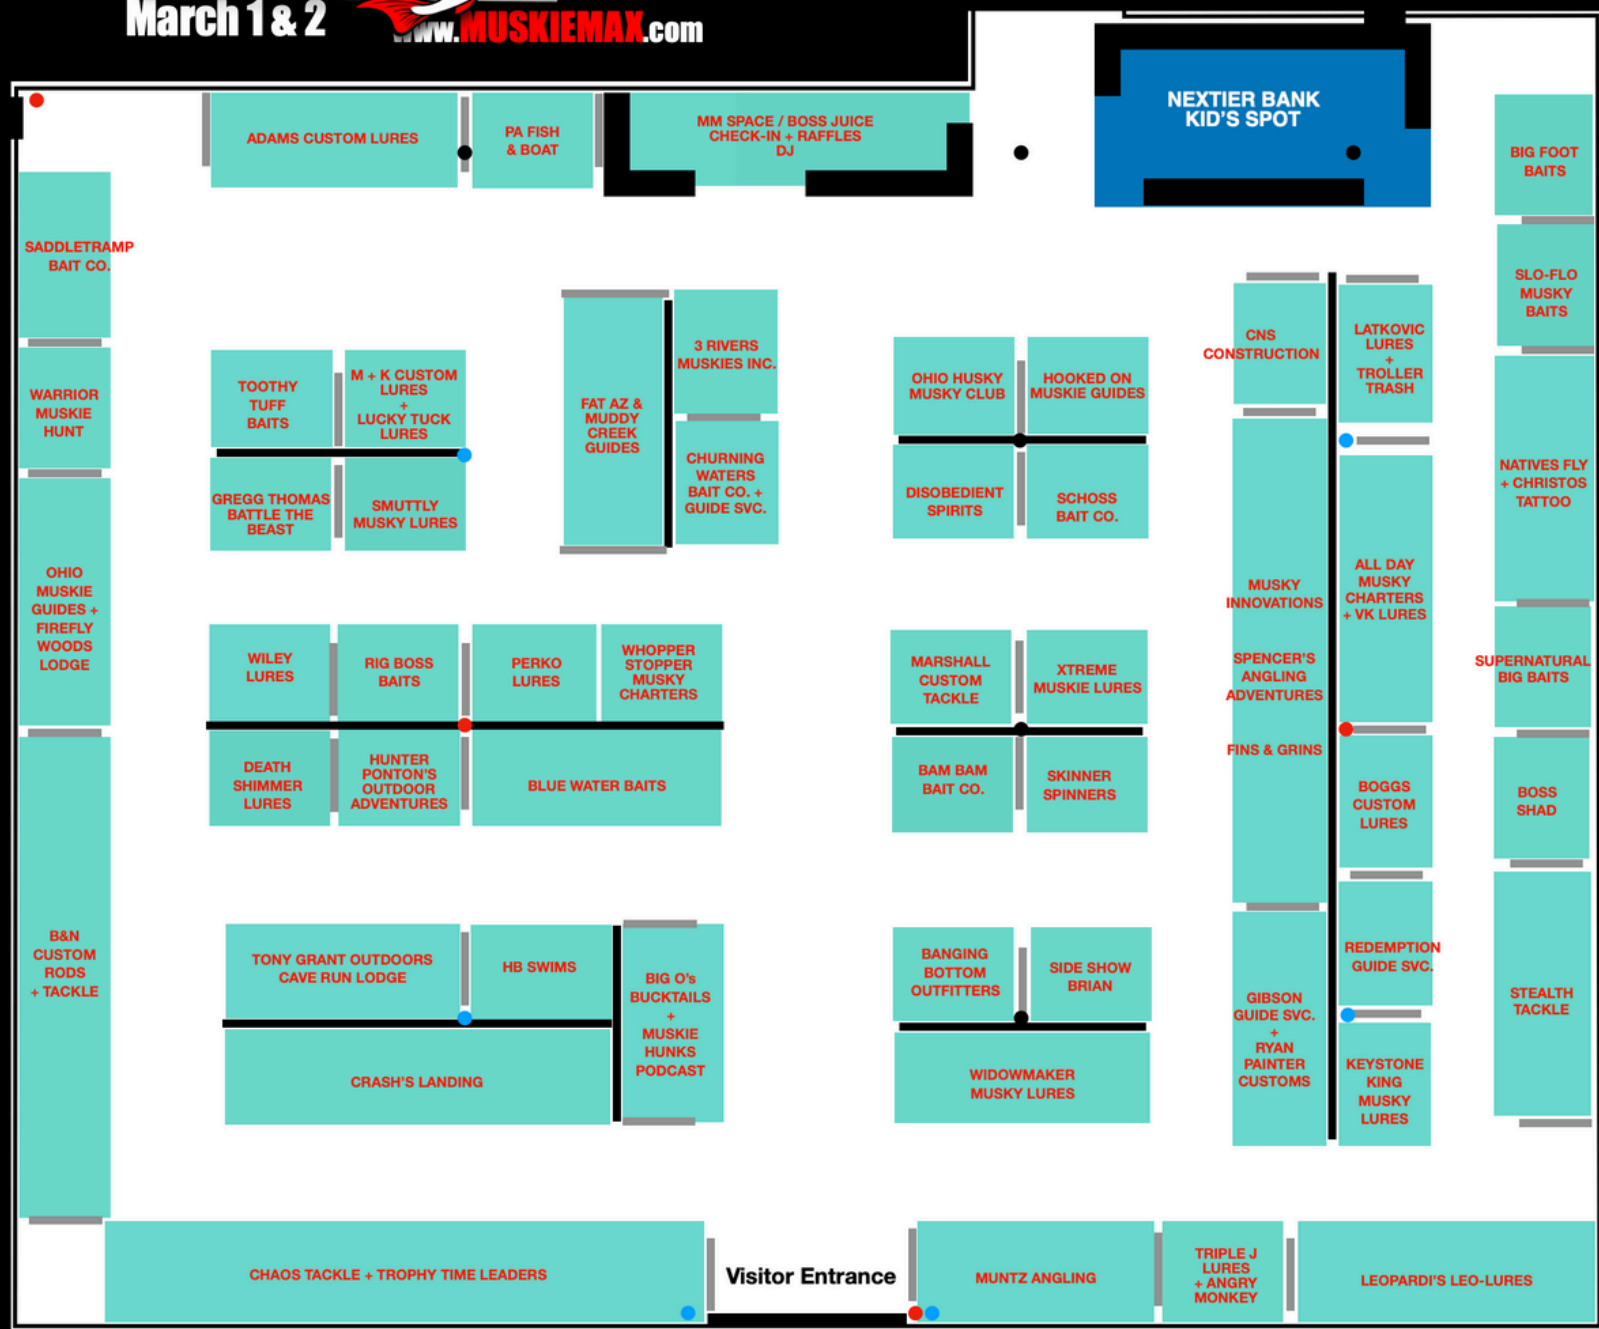 March 1 & 2
www.MUSKIEMAX.com
ADAMS CUSTOM LURES
PA FISH
& BOAT
MM SPACE / BOSS JUICE
CHECK-IN + RAFFLES
DJ
NEXTIER BANK
KID'S SPOT
BIG FOOT
BAITS
SADDLETRAMP
BAIT CO.
SLO-FLO
MUSKY
BAITS
WARRIOR
MUSKIE
HUNT
TOOTHY
TUFF
BAITS
M + K CUSTOM
LURES
+
LUCKY TUCK
LURES
GREGG THOMAS
BATTLE THE
BEAST
SMUTTLY
MUSKY LURES
FAT AZ &
MUDDY
CREEK
GUIDES
3 RIVERS
MUSKIES INC.
CHURNING
WATERS
BAIT CO. +
GUIDE SVC.
OHIO HUSKY
MUSKY CLUB
HOOKED ON
MUSKIE GUIDES
DISOBEDIENT
SPIRITS
SCHOSS
BAIT CO.
CNS
CONSTRUCTION
LATKOVIC
LURES
+
TROLLER
TRASH
NATIVES FLY
+ CHRISTOS
TATTOO
OHIO
MUSKIE
GUIDES +
FIREFLY
WOODS
LODGE
WILEY
LURES
RIG BOSS
BAITS
PERKO
LURES
WHOPPER
STOPPER
MUSKY
CHARTERS
DEATH
SHIMMER
LURES
HUNTER
PONTON'S
OUTDOOR
ADVENTURES
BLUE WATER BAITS
MARSHALL
CUSTOM
TACKLE
XTREME
MUSKIE LURES
BAM BAM
BAIT CO.
SKINNER
SPINNERS
MUSKY
INNOVATIONS
SPENCER'S
ANGLING
ADVENTURES
FINS & GRINS
ALL DAY
MUSKY
CHARTERS
+ VK LURES
BOGGS
CUSTOM
LURES
SUPERNATURAL
BIG BAITS
BOSS
SHAD
B&N
CUSTOM
RODS
+ TACKLE
TONY GRANT OUTDOORS
CAVE RUN LODGE
HB SWIMS
CRASH'S LANDING
BIG O's
BUCKTAILS
+
MUSKIE
HUNKS
PODCAST
BANGING
BOTTOM
OUTFITTERS
SIDE SHOW
BRIAN
WIDOWMAKER
MUSKY LURES
GIBSON
GUIDE SVC.
+
RYAN
PAINTER
CUSTOMS
REDEMPTION
GUIDE SVC.
KEYSTONE
KING
MUSKY
LURES
STEALTH
TACKLE
CHAOS TACKLE + TROPHY TIME LEADERS
Visitor Entrance
MUNTZ ANGLING
TRIPLE J
LURES
+ ANGRY
MONKEY
LEOPARDI'S LEO-LURES